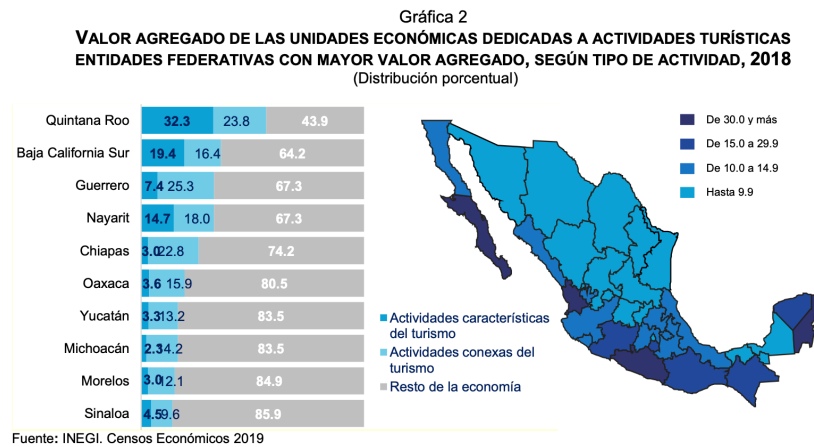 Gráfica 2
VALOR AGREGADO DE LAS UNIDADES ECONÓMICAS DEDICADAS A ACTIVIDADES TURÍSTICAS
ENTIDADES FEDERATIVAS CON MAYOR VALOR AGREGADO, SEGÚN TIPO DE ACTIVIDAD, 2018
(Distribución porcentual)
Quintana Roo 32.3 23.8 43.9
Baja California Sur 19.4 16.4 64.2
Guerrero 7.4 25.3 67.3
Nayarit 14.7 18.0 67.3
Chiapas 3.0 22.8 74.2
Oaxaca 3.6 15.9 80.5
Yucatán 3.3 13.2 83.5
Michoacán 2.3 14.2 83.5
Morelos 3.0 12.1 84.9
Sinaloa 4.5 9.6 85.9
Actividades características
del turismo
Actividades conexas del
turismo
Resto de la economía
De 30.0 y más
De 15.0 a 29.9
De 10.0 a 14.9
Hasta 9.9
Fuente: INEGI. Censos Económicos 2019